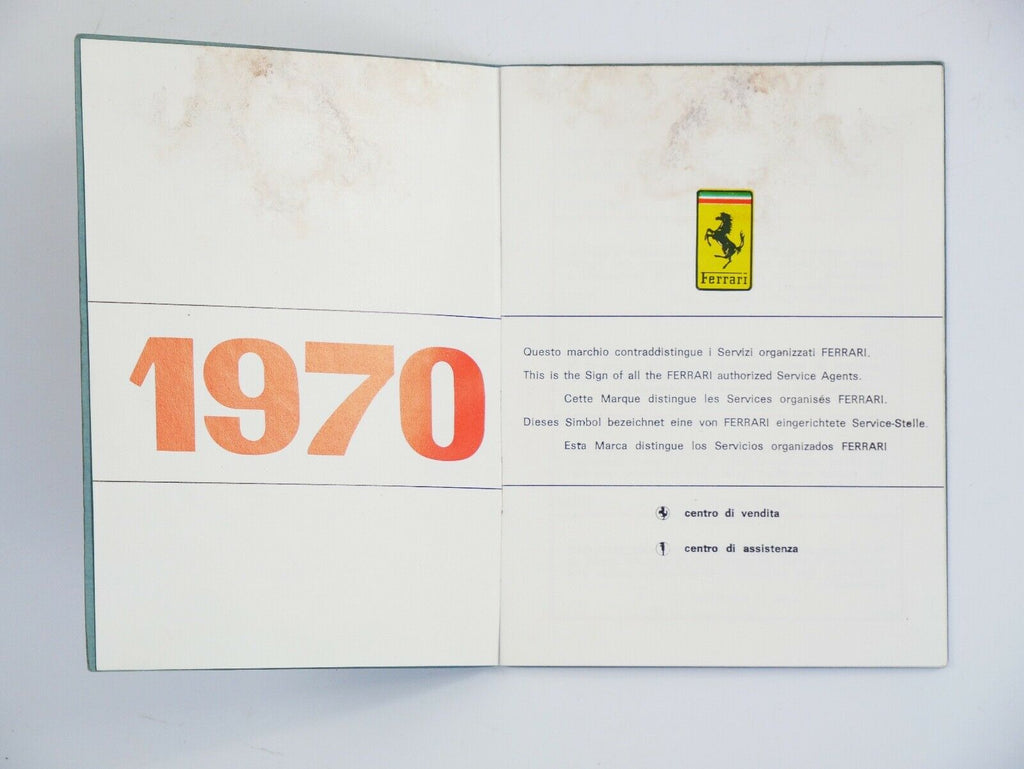 1970
Ferrari
Questo marchio contraddistingue i Servizi organizzati FERRARI.
This is the Sign of all the FERRARI authorized Service Agents.
Cette Marque distingue les Services organisés FERRARI.
Dieses Simbol bezeichnet eine von FERRARI eingerichtete Service-Stelle.
Esta Marca distingue los Servicios organizados FERRARI
centro di vendita
centro di assistenza